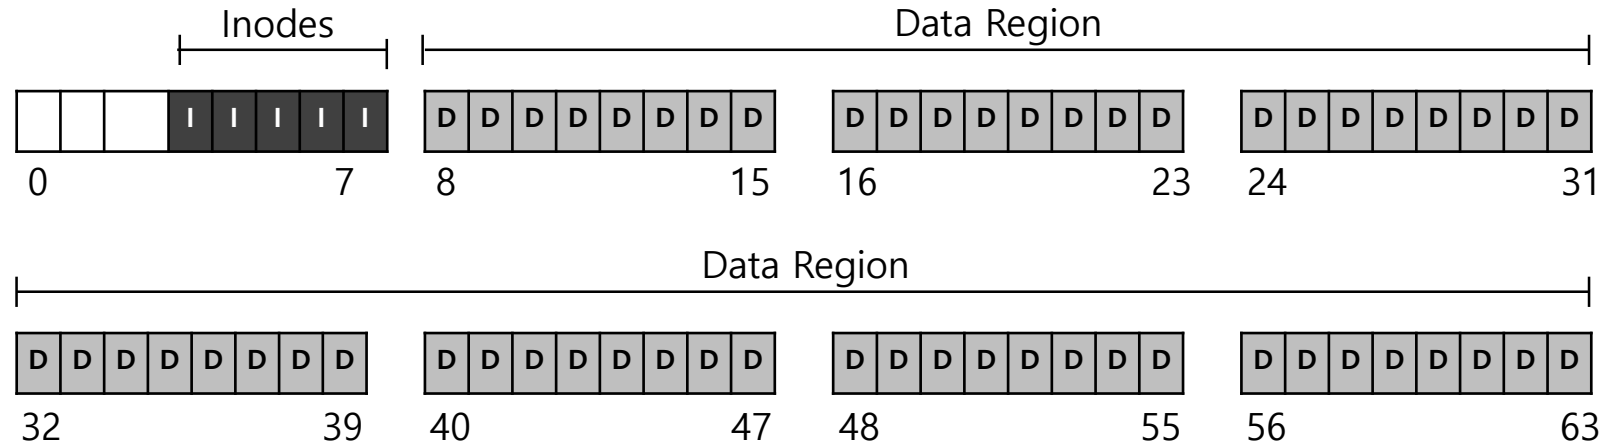 Inodes Data Region
I I I I I D D D D D D D D D D D D D D D D D D D D D D D D
0 7 8 15 16 23 24 31
Data Region
D D D D D D D D D D D D D D D D D D D D D D D D D D D D D D D D
32 39 40 47 48 55 56 63